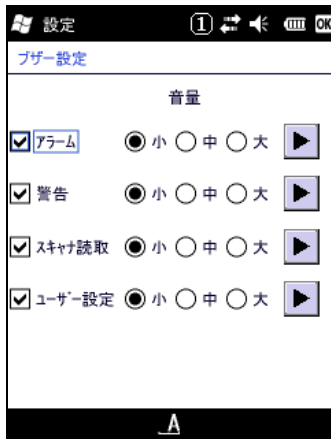 設定 1 OK
ブザー設定
音量
アラーム 小 中 大
警告 小 中 大
スキャナ読取 小 中 大
ユーザー設定 小 中 大
A